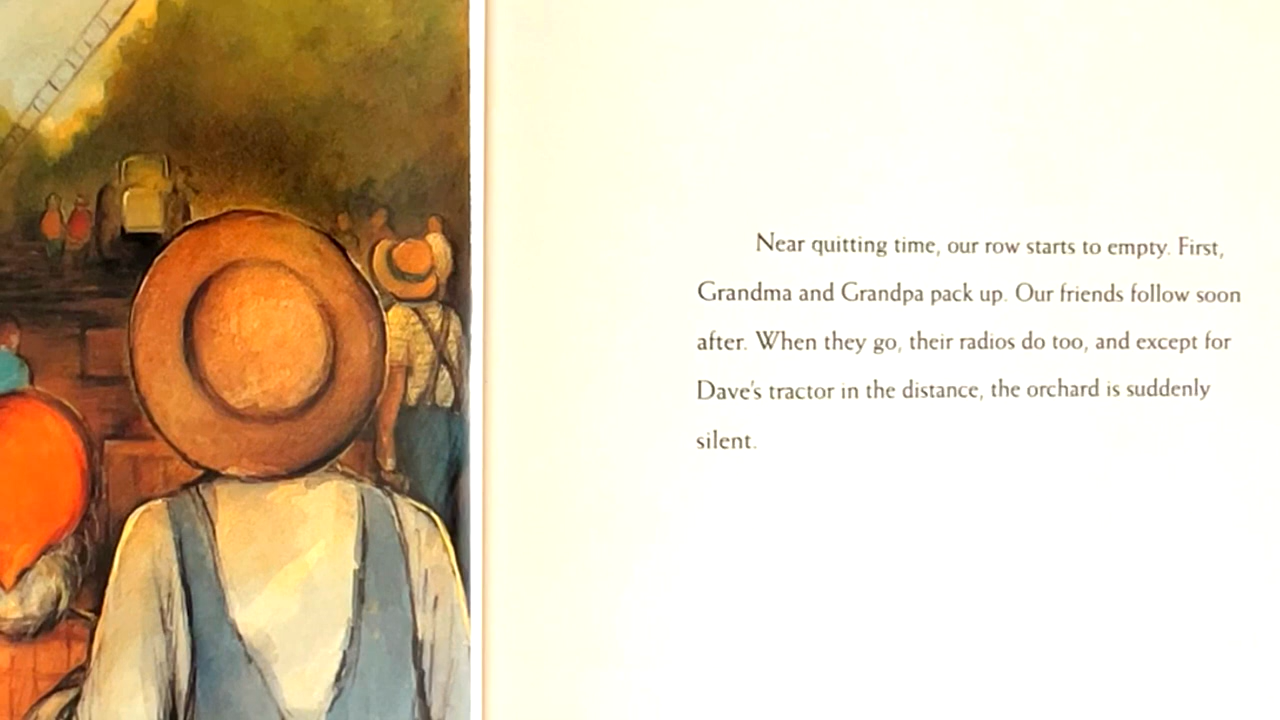 Near quitting time, our row starts to empty. First,
Grandma and Grandpa pack up. Our friends follow soon
after. When they go, their radios do too, and except for
Dave's tractor in the distance, the orchard is suddenly
silent.